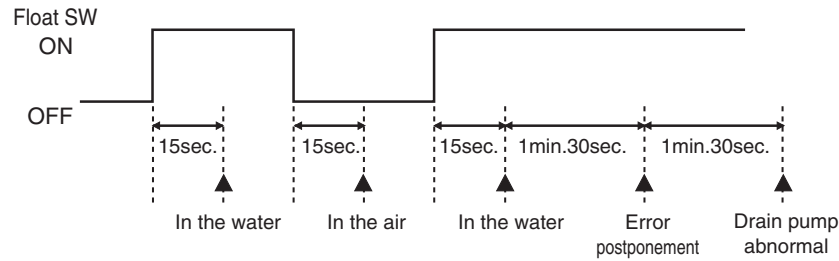 Float SW
ON
OFF
15sec. 15sec. 15sec. 1min.30sec. 1min.30sec.
In the water In the air In the water Error postponement Drain pump abnormal